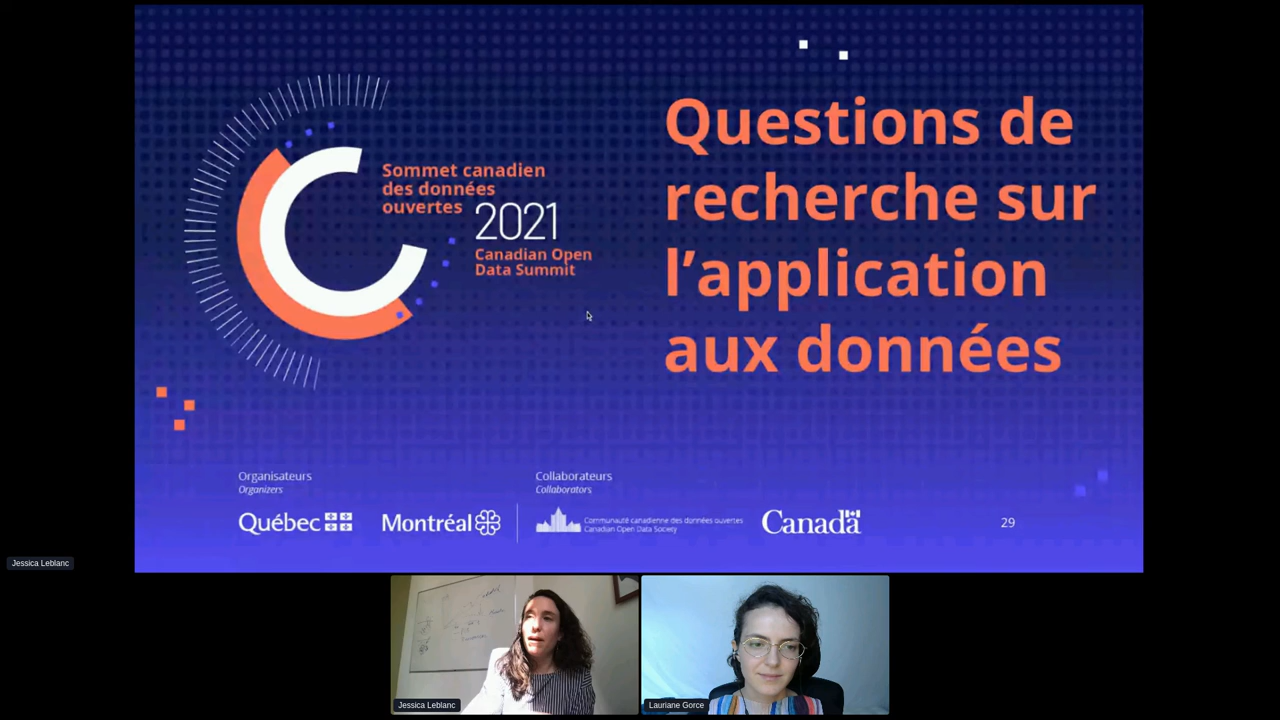 Sommet canadien
des données
ouvertes
2021
Canadian Open
Data Summit
Questions de
recherche sur
l’application
aux données
Organisateurs
Organizers
Québec
Montréal
Collaborateurs
Collaborators
Communauté canadienne des données ouvertes
Canadian Open Data Society
Canada
29
Jessica Leblanc
Jessica Leblanc
Lauriane Gorce